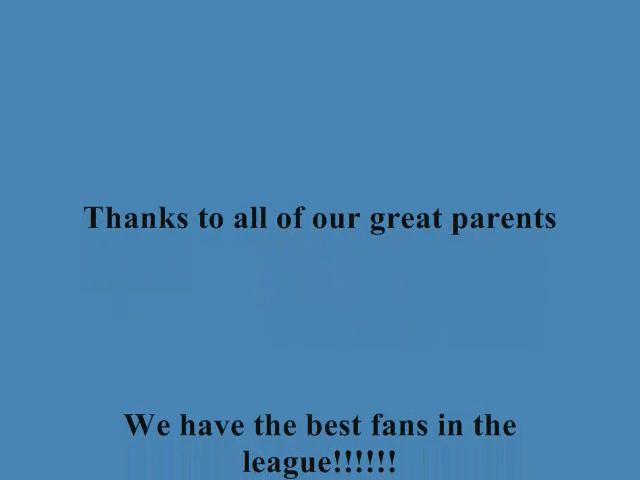 Thanks to all of our great parents
We have the best fans in the
league!!!!!!